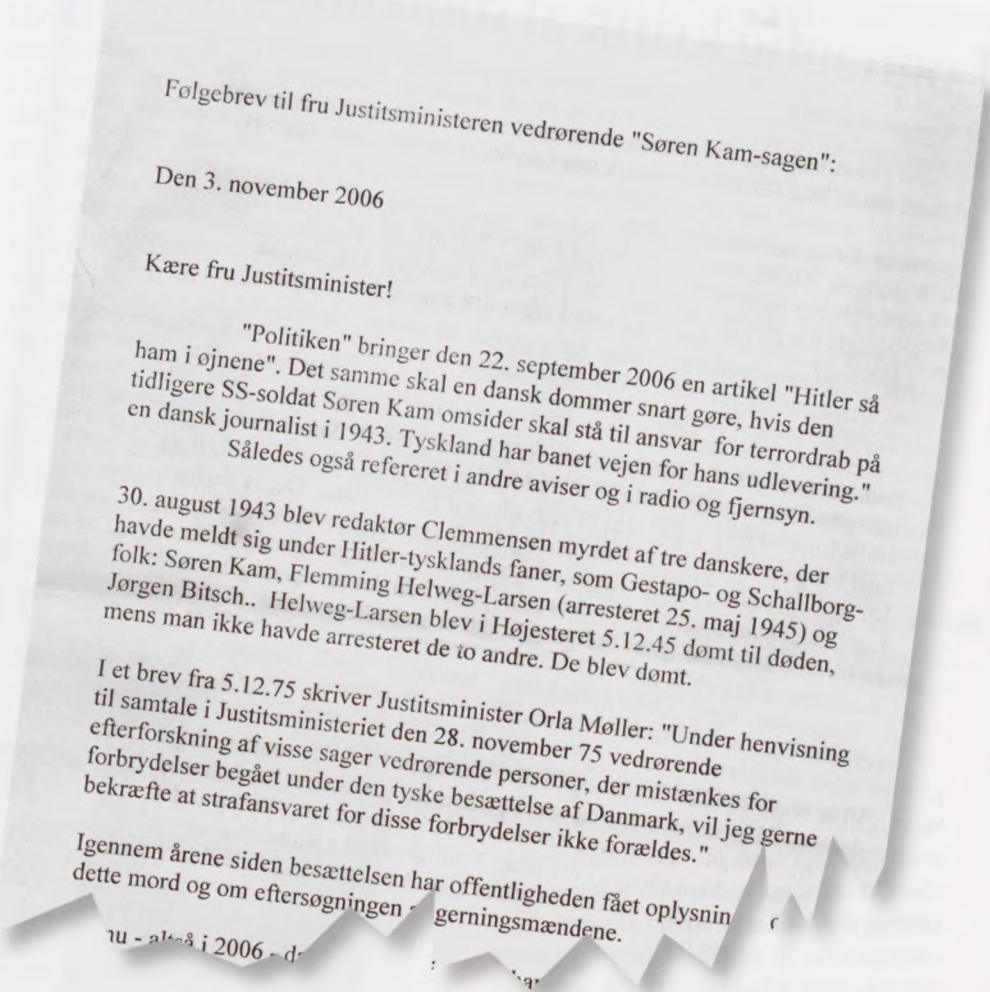 Følgebrev til fru Justitsministeren vedrørende "Søren Kam-sagen":
Den 3. november 2006
Kære fru Justitsminister!
"Politiken" bringer den 22. september 2006 en artikel "Hitler så
ham i øjnene". Det samme skal en dansk dommer snart gøre, hvis den
tidligere SS-soldat Søren Kam omsider skal stå til ansvar for terrordrab på
en dansk journalist i 1943. Tyskland har banet vejen for hans udlevering."
Således også refereret i andre aviser og i radio og fjernsyn.
30. august 1943 blev redaktør Clemmensen myrdet af tre danskere, der
havde meldt sig under Hitler-tysklands faner, som Gestapo- og Schallborg-
folk: Søren Kam, Flemming Helweg-Larsen (arresteret 25. maj 1945) og
Jørgen Bitsch.. Helweg-Larsen blev i Højesteret 5.12.45 dømt til døden,
mens man ikke havde arresteret de to andre. De blev dømt.
I et brev fra 5.12.75 skriver Justitsminister Orla Møller: "Under henvisning
til samtale i Justitsministeriet den 28. november 75 vedrørende
efterforskning af visse sager vedrørende personer, der mistænkes for
forbrydelser begået under den tyske besættelse af Danmark, vil jeg gerne
bekræfte at strafansvaret for disse forbrydelser ikke forældes."
Igennem årene siden besættelsen har offentligheden fået oplysnin
dette mord og om eftersøgningen gerningsmændene.
nu - altså i 2006 - d